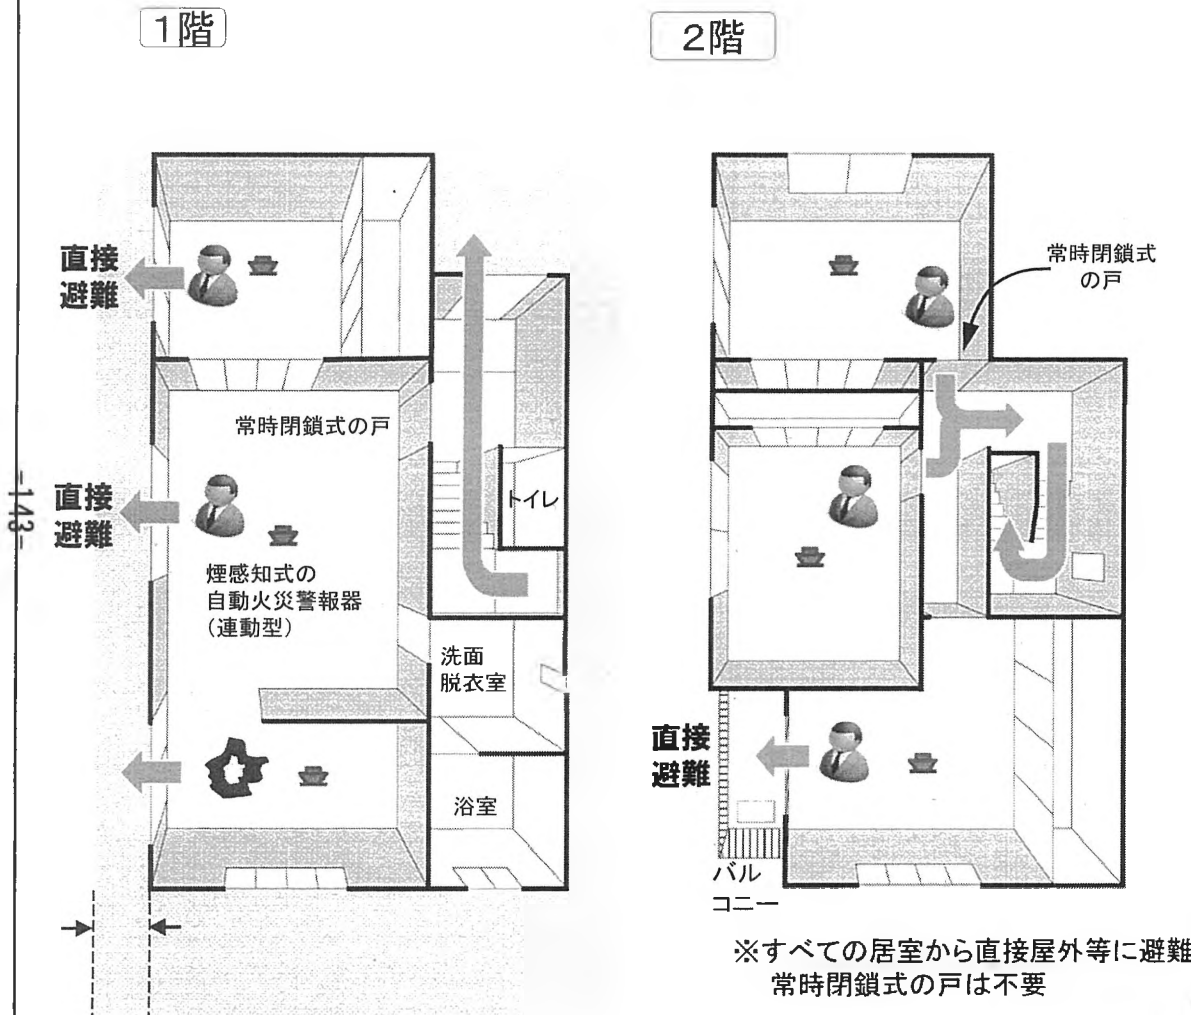 1階
2階
直接
避難
常時閉鎖式
の戸
常時閉鎖式の戸
直接
避難
トイレ
煙感知式の
自動火災警報器
（連動型）
洗面
脱衣室
浴室
直接
避難
バル
コニー
-143-
※すべての居室から直接屋外等に避難
常時閉鎖式の戸は不要